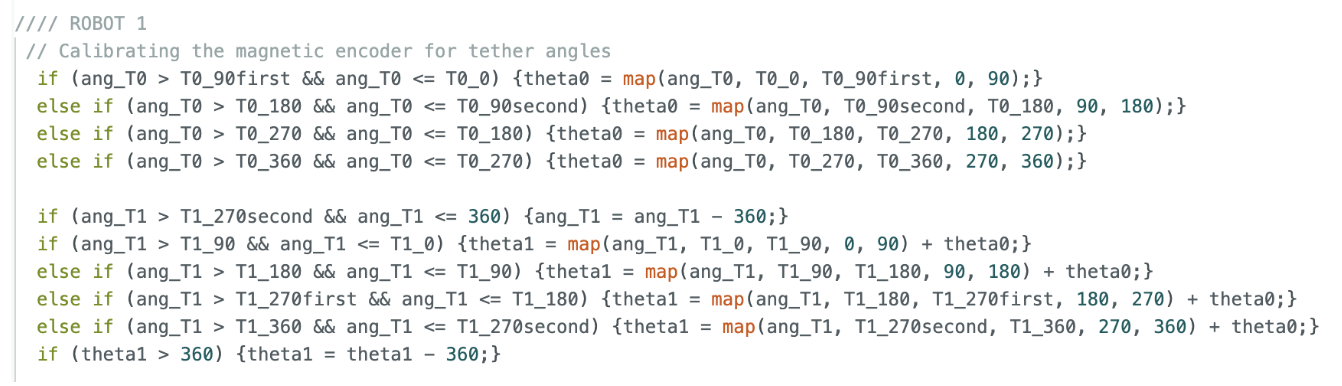 //// ROBOT 1
// Calibrating the magnetic encoder for tether angles
if (ang_T0 > T0_90first && ang_T0 <= T0_0) {theta0 = map(ang_T0, T0_0, T0_90first, 0, 90);}
else if (ang_T0 > T0_180 && ang_T0 <= T0_90second) {theta0 = map(ang_T0, T0_90second, T0_180, 90, 180);}
else if (ang_T0 > T0_270 && ang_T0 <= T0_180) {theta0 = map(ang_T0, T0_180, T0_270, 180, 270);}
else if (ang_T0 > T0_360 && ang_T0 <= T0_270) {theta0 = map(ang_T0, T0_270, T0_360, 270, 360);}
if (ang_T1 > T1_270second && ang_T1 <= 360) {ang_T1 = ang_T1 - 360;}
if (ang_T1 > T1_90 && ang_T1 <= T1_0) {theta1 = map(ang_T1, T1_0, T1_90, 0, 90) + theta0;}
else if (ang_T1 > T1_180 && ang_T1 <= T1_90) {theta1 = map(ang_T1, T1_90, T1_180, 90, 180) + theta0;}
else if (ang_T1 > T1_270first && ang_T1 <= T1_180) {theta1 = map(ang_T1, T1_180, T1_270first, 180, 270) + theta0;}
else if (ang_T1 > T1_360 && ang_T1 <= T1_270second) {theta1 = map(ang_T1, T1_270second, T1_360, 270, 360) + theta0;}
if (theta1 > 360) {theta1 = theta1 - 360;}